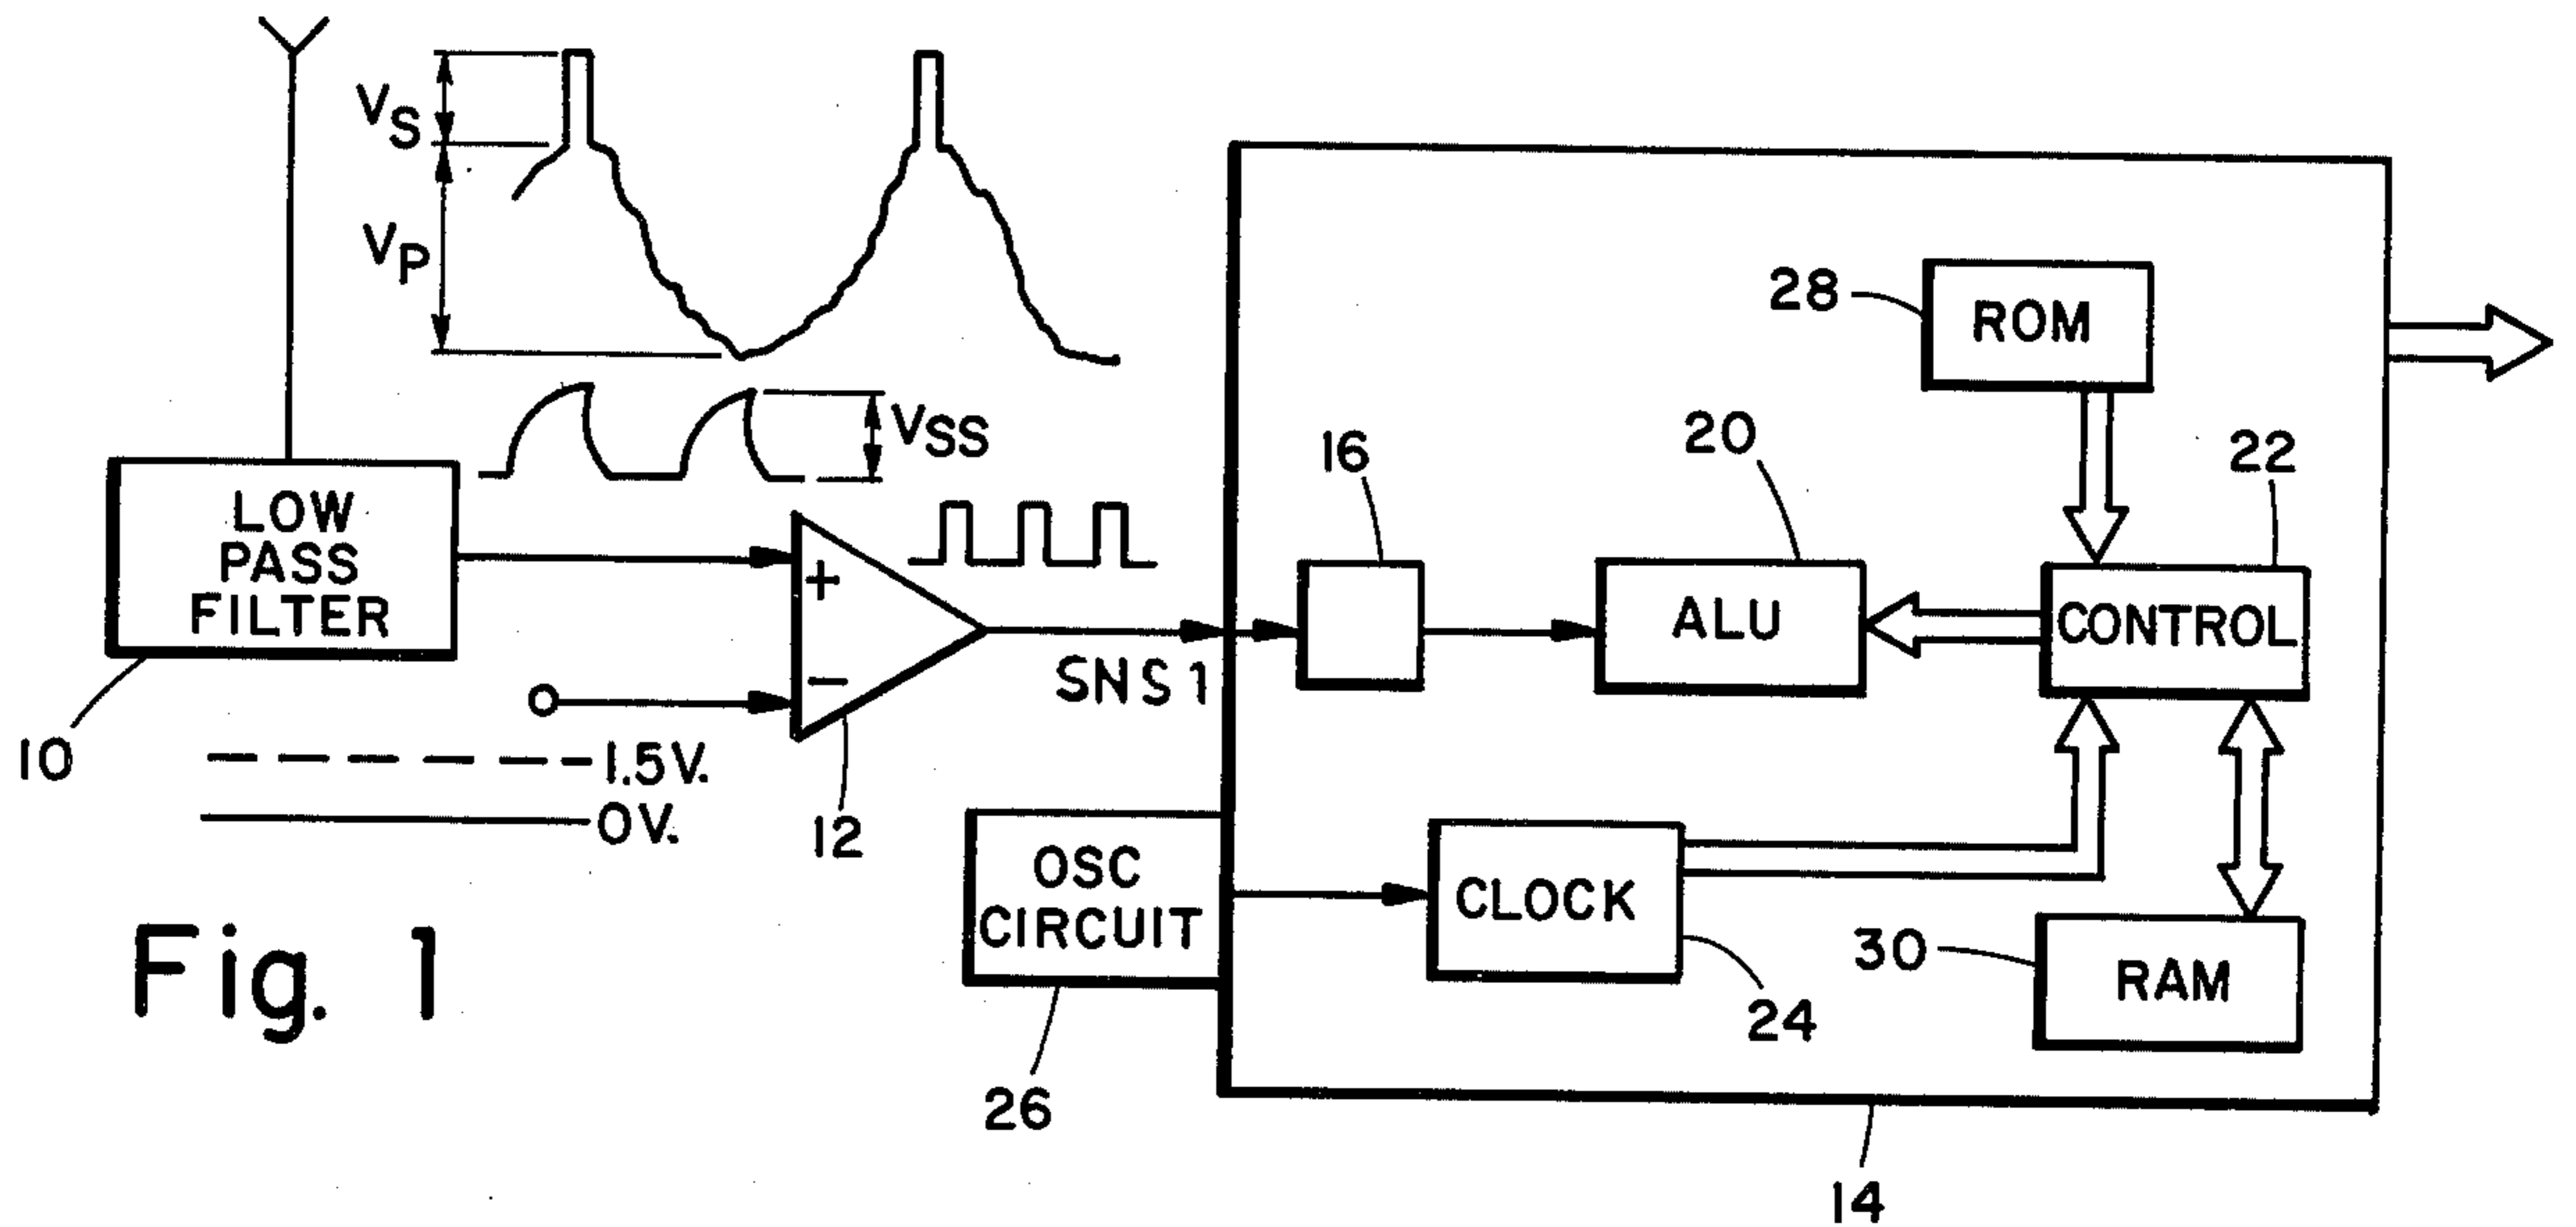 VS
VP
VSS
LOW
PASS
FILTER
10
+
−
12
1.5V.
0V.
SNS 1
16
20
ALU
28
ROM
22
CONTROL
OSC
CIRCUIT
26
CLOCK
24
30
RAM
14
Fig. 1